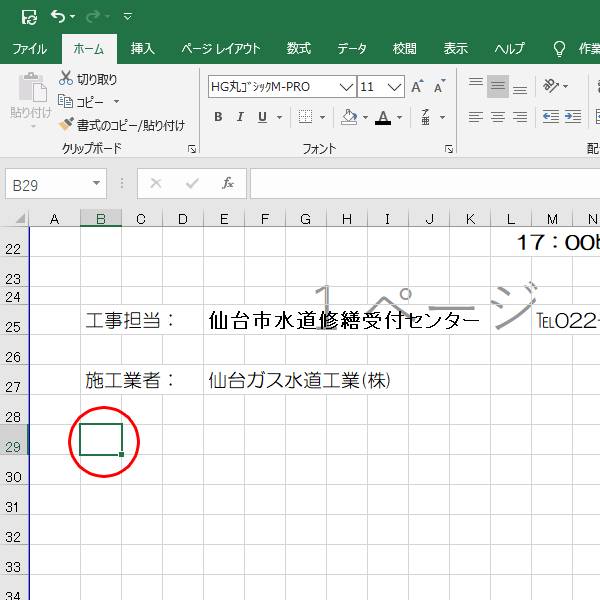 ファイル ホーム 挿入 ページ レイアウト 数式 データ 校閲 表示 ヘルプ 作業
貼り付け
切り取り
コピー
書式のコピー/貼り付け
クリップボード
HG丸ゴシックM-PRO 11
A A
B I U A 亜
フォント
配
B29 fx
A B C D E F G H I J K L M N
22 17：00
23
24
1 ページ
25 工事担当： 仙台市水道修繕受付センター ℡022-
26
27 施工業者： 仙台ガス水道工業(株)
28
29
30
31
32
33
34